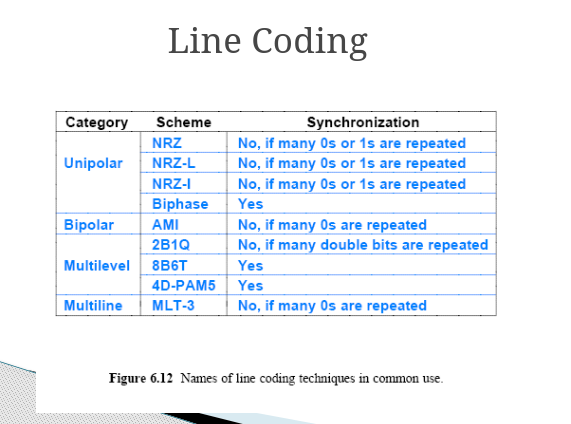 Line Coding
Category Scheme Synchronization
NRZ No, if many 0s or 1s are repeated
Unipolar NRZ-L No, if many 0s or 1s are repeated
NRZ-I No, if many 0s or 1s are repeated
Biphase Yes
Bipolar AMI No, if many 0s are repeated
2B1Q No, if many double bits are repeated
Multilevel 8B6T Yes
4D-PAM5 Yes
Multiline MLT-3 No, if many 0s are repeated
Figure 6.12 Names of line coding techniques in common use.